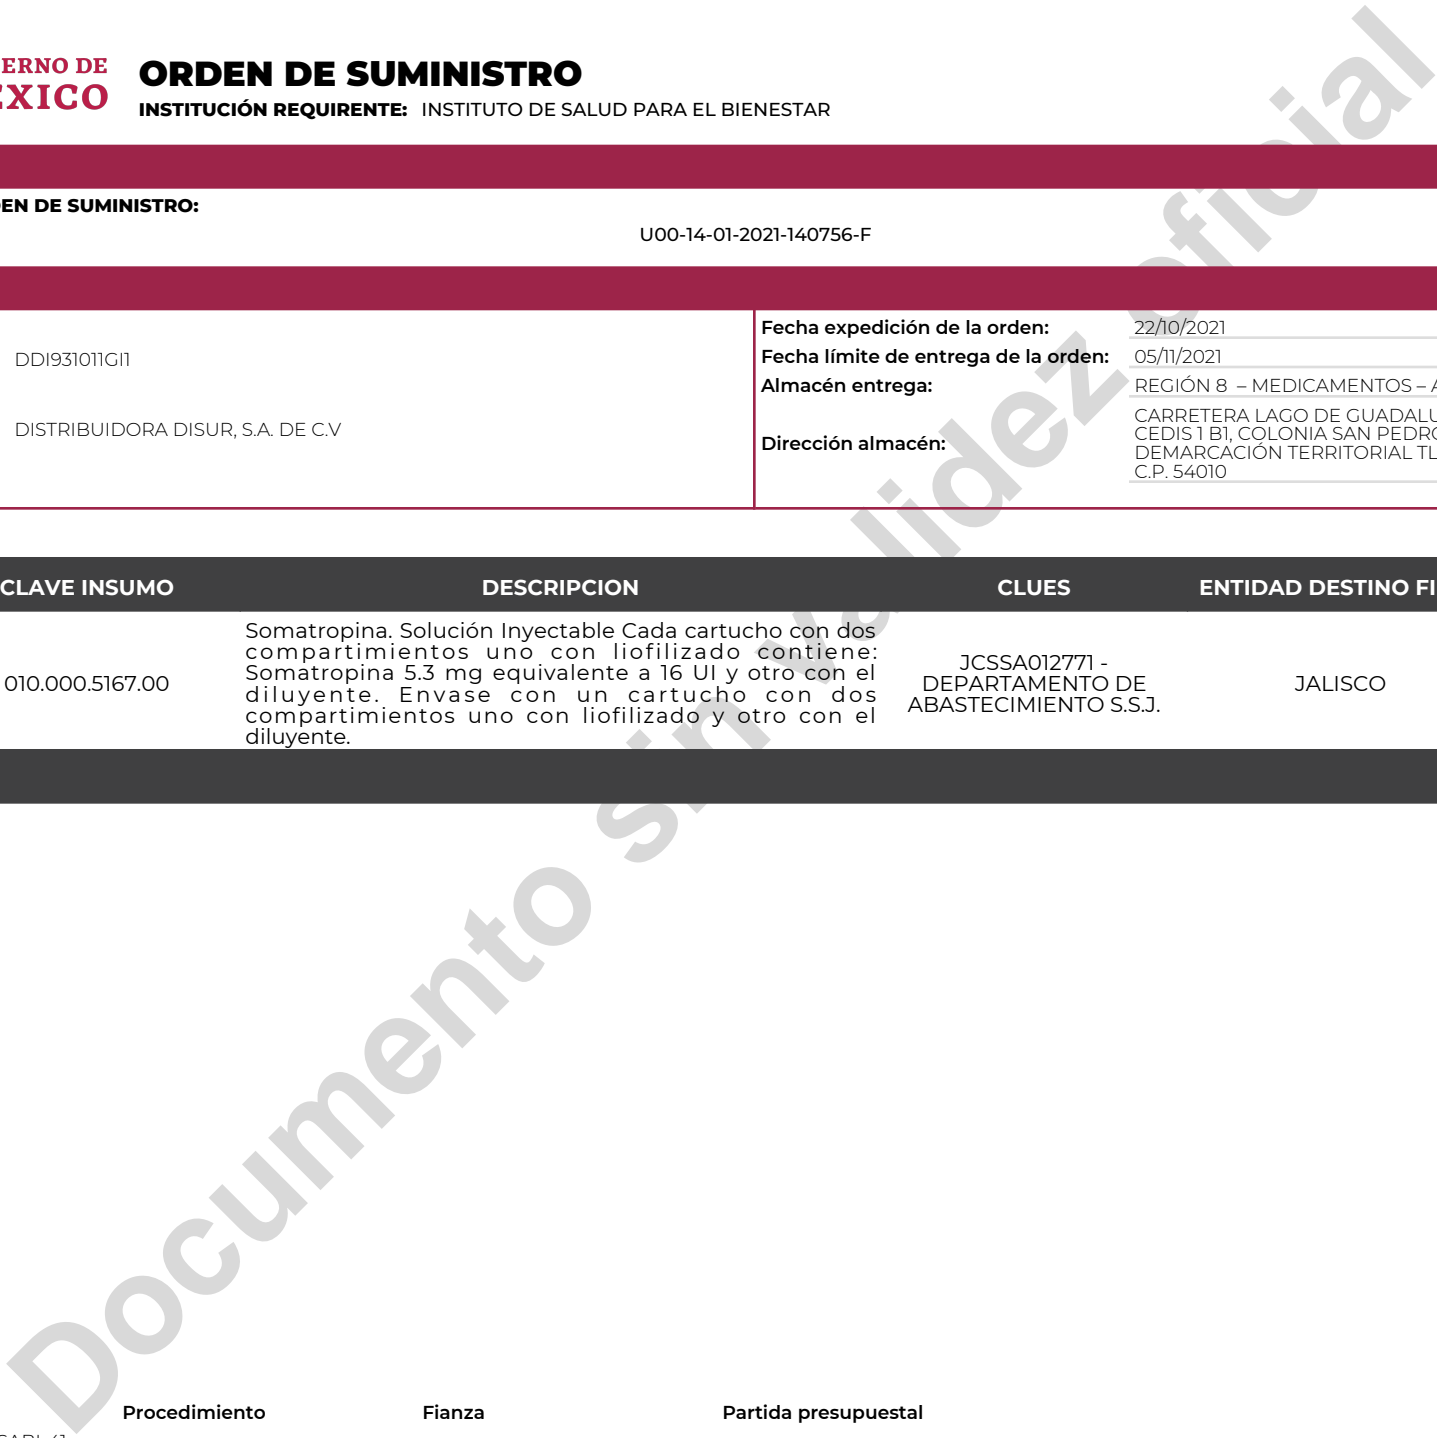 ERNO DE
ÉXICO
ORDEN DE SUMINISTRO
INSTITUCIÓN REQUIRENTE: INSTITUTO DE SALUD PARA EL BIENESTAR
EN DE SUMINISTRO:
U00-14-01-2021-140756-F
DDI931011GI1
DISTRIBUIDORA DISUR, S.A. DE C.V
Fecha expedición de la orden: 22/10/2021
Fecha límite de entrega de la orden: 05/11/2021
Almacén entrega: REGIÓN 8 – MEDICAMENTOS – A
Dirección almacén:
CARRETERA LAGO DE GUADALU
CEDIS 1 B1, COLONIA SAN PEDRO
DEMARCACIÓN TERRITORIAL TL
C.P. 54010
CLAVE INSUMO DESCRIPCION CLUES ENTIDAD DESTINO FI
010.000.5167.00
Somatropina. Solución Inyectable Cada cartucho con dos
compartimientos uno con liofilizado contiene:
Somatropina 5.3 mg equivalente a 16 UI y otro con el
diluyente. Envase con un cartucho con dos
compartimientos uno con liofilizado y otro con el
diluyente.
JCSSA012771 -
DEPARTAMENTO DE
ABASTECIMIENTO S.S.J.
JALISCO
Documento sin validez oficial
Procedimiento Fianza Partida presupuestal